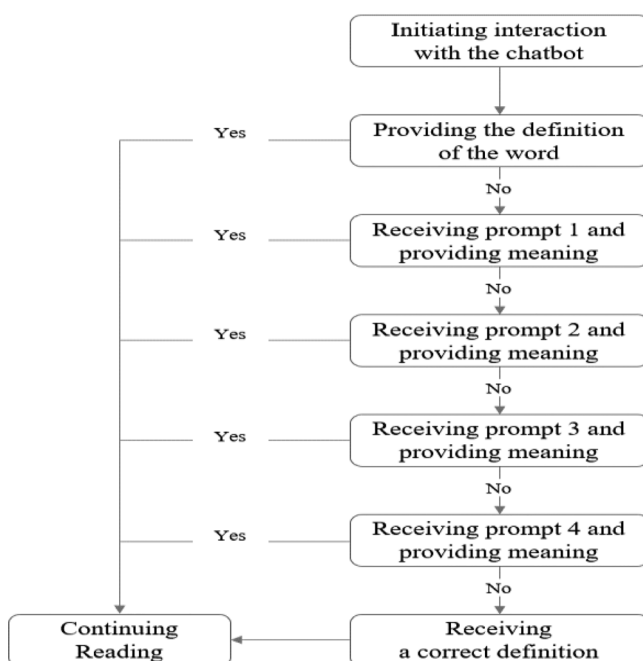 Initiating interaction
with the chatbot
Yes
Providing the definition
of the word
No
Yes
Receiving prompt 1 and
providing meaning
No
Yes
Receiving prompt 2 and
providing meaning
No
Yes
Receiving prompt 3 and
providing meaning
No
Yes
Receiving prompt 4 and
providing meaning
No
Continuing
Reading
Receiving
a correct definition